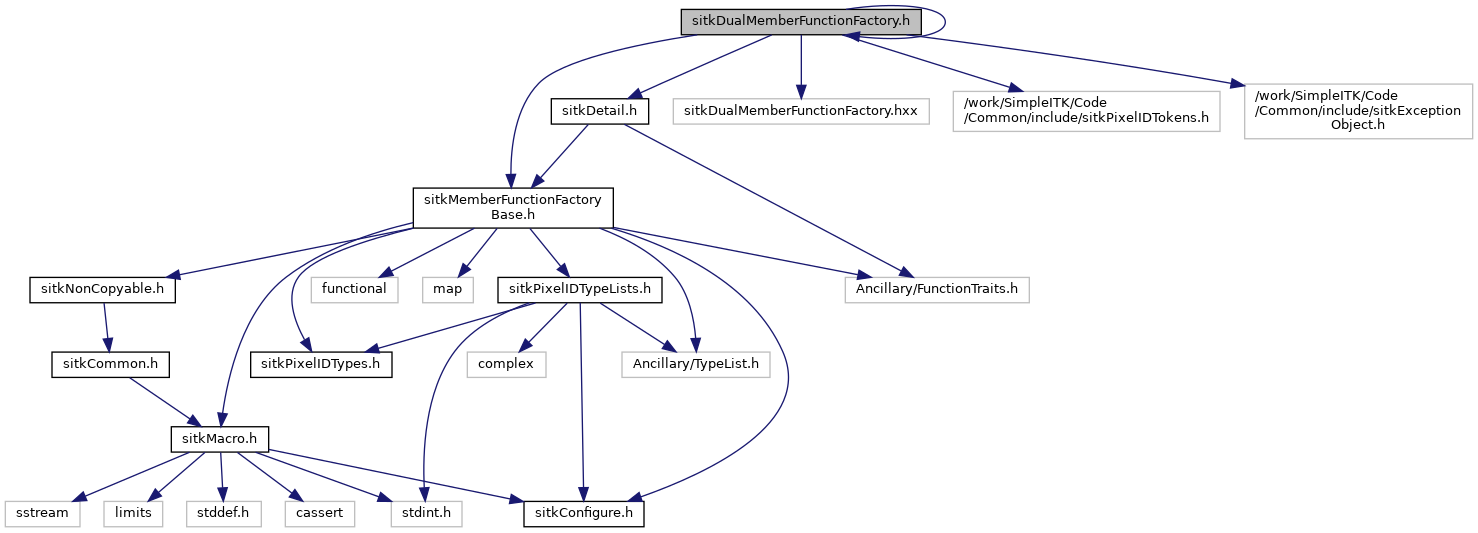 sitkDualMemberFunctionFactory.h
sitkDetail.h
sitkDualMemberFunctionFactory.hxx
/work/SimpleITK/Code
/Common/include/sitkPixelIDTokens.h
/work/SimpleITK/Code
/Common/include/sitkException
Object.h
sitkMemberFunctionFactory
Base.h
sitkNonCopyable.h
functional
map
sitkPixelIDTypeLists.h
Ancillary/FunctionTraits.h
sitkCommon.h
sitkPixelIDTypes.h
complex
Ancillary/TypeList.h
sitkMacro.h
sstream
limits
stddef.h
cassert
stdint.h
sitkConfigure.h